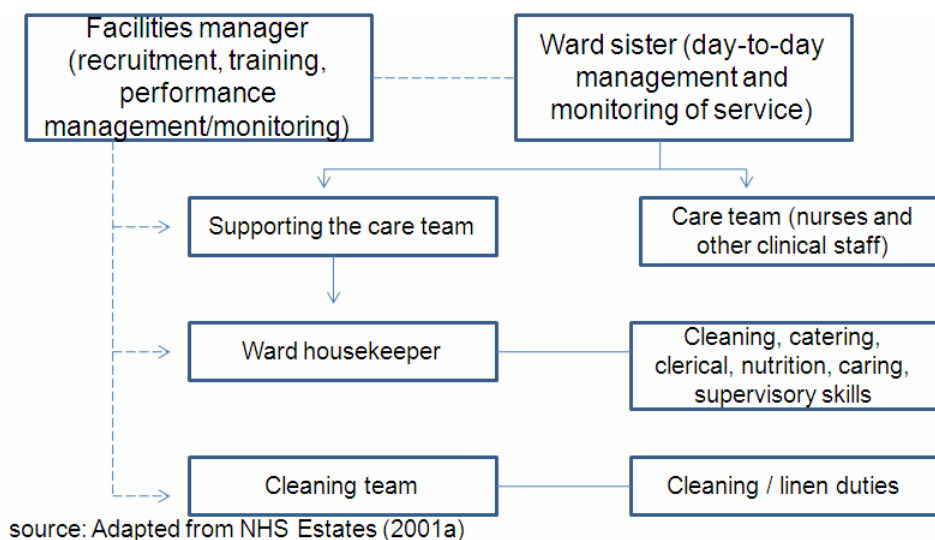 Facilities manager
(recruitment, training,
performance
management/monitoring)
Ward sister (day-to-day
management and
monitoring of service)
Supporting the care team
Care team (nurses and
other clinical staff)
Ward housekeeper
Cleaning, catering,
clerical, nutrition, caring,
supervisory skills
Cleaning team
Cleaning / linen duties
source: Adapted from NHS Estates (2001a)